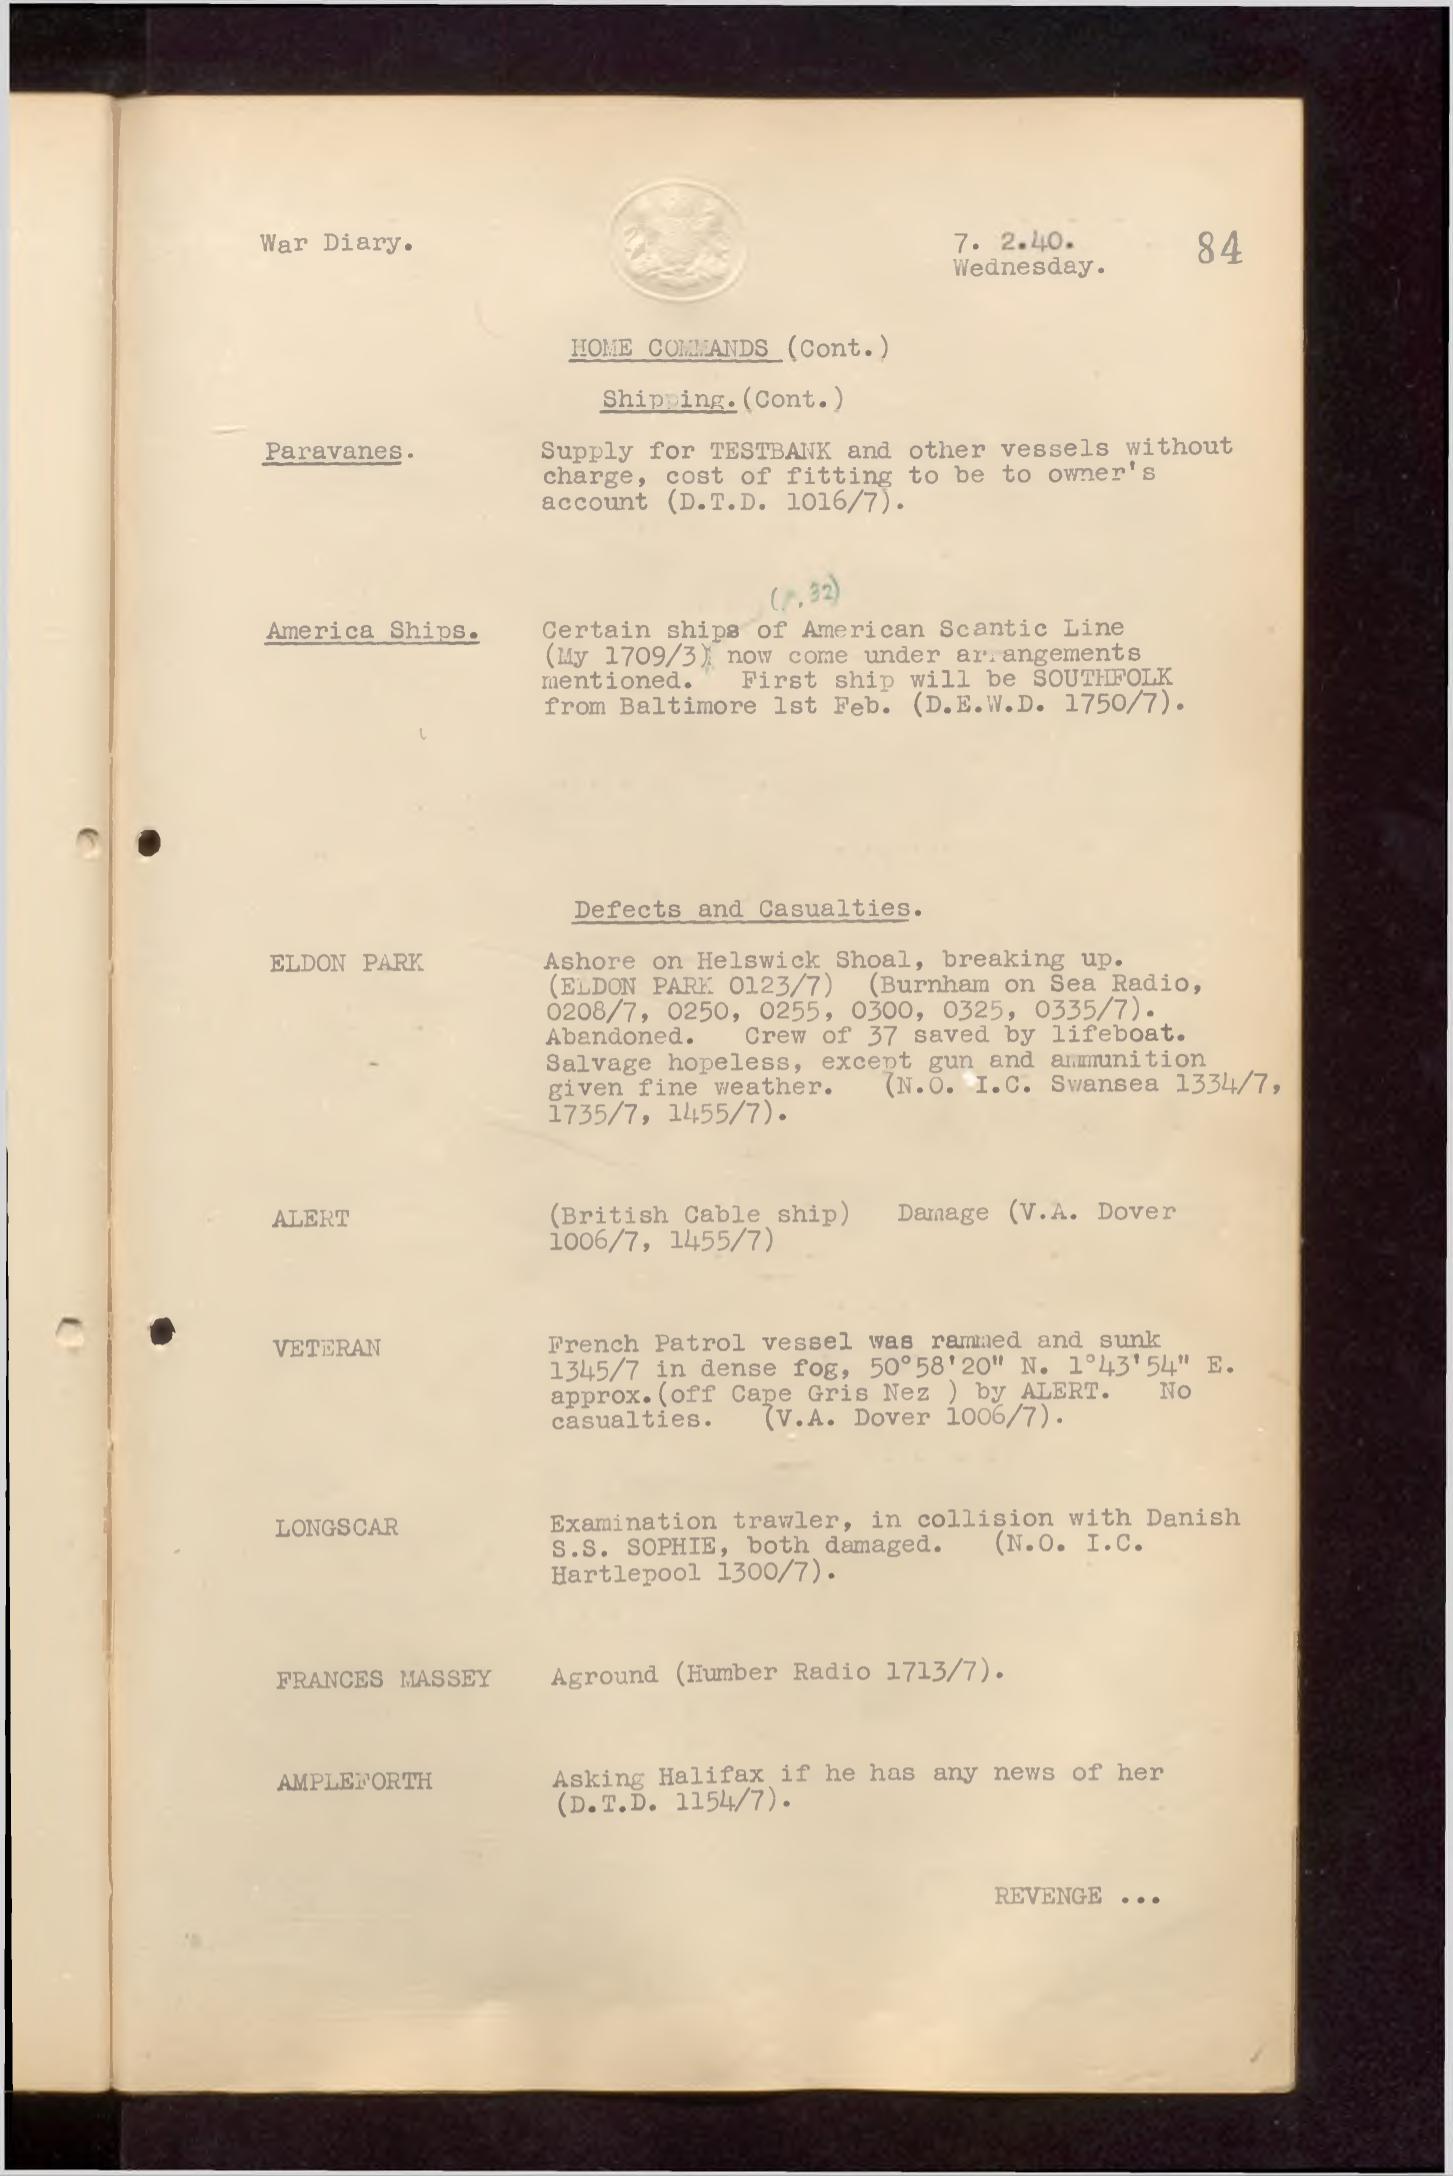 War Diary.
7. 2.40.
Wednesday.
84
HOME COMMANDS (Cont.)
Shipping.(Cont.)
Paravanes.
Supply for TESTBANK and other vessels without
charge, cost of fitting to be to owner's
account (D.T.D. 1016/7).
(p.32)
America Ships.
Certain ships of American Scantic Line
(My 1709/3) now come under arrangements
mentioned. First ship will be SOUTHFOLK
from Baltimore 1st Feb. (D.E.W.D. 1750/7).
Defects and Casualties.
ELDON PARK
Ashore on Helswick Shoal, breaking up.
(ELDON PARK 0123/7) (Burnham on Sea Radio,
0208/7, 0250, 0255, 0300, 0325, 0335/7).
Abandoned. Crew of 37 saved by lifeboat.
Salvage hopeless, except gun and ammunition
given fine weather. (N.O. I.C. Swansea 1334/7,
1735/7, 1455/7).
ALERT
(British Cable ship) Damage (V.A. Dover
1006/7, 1455/7)
VETERAN
French Patrol vessel was rammed and sunk
1345/7 in dense fog, 50°58'20" N. 1°43'54" E.
approx.(off Cape Gris Nez ) by ALERT. No
casualties. (V.A. Dover 1006/7).
LONGSCAR
Examination trawler, in collision with Danish
S.S. SOPHIE, both damaged. (N.O. I.C.
Hartlepool 1300/7).
FRANCES MASSEY
Aground (Humber Radio 1713/7).
AMPLEFORTH
Asking Halifax if he has any news of her
(D.T.D. 1154/7).
REVENGE ...